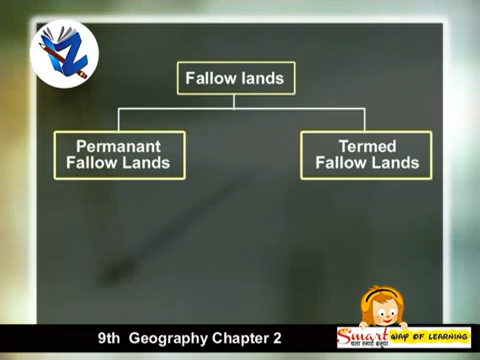 Fallow lands
Permanant
Fallow Lands
Termed
Fallow Lands
9th Geography Chapter 2
Smart WAY OF LEARNING